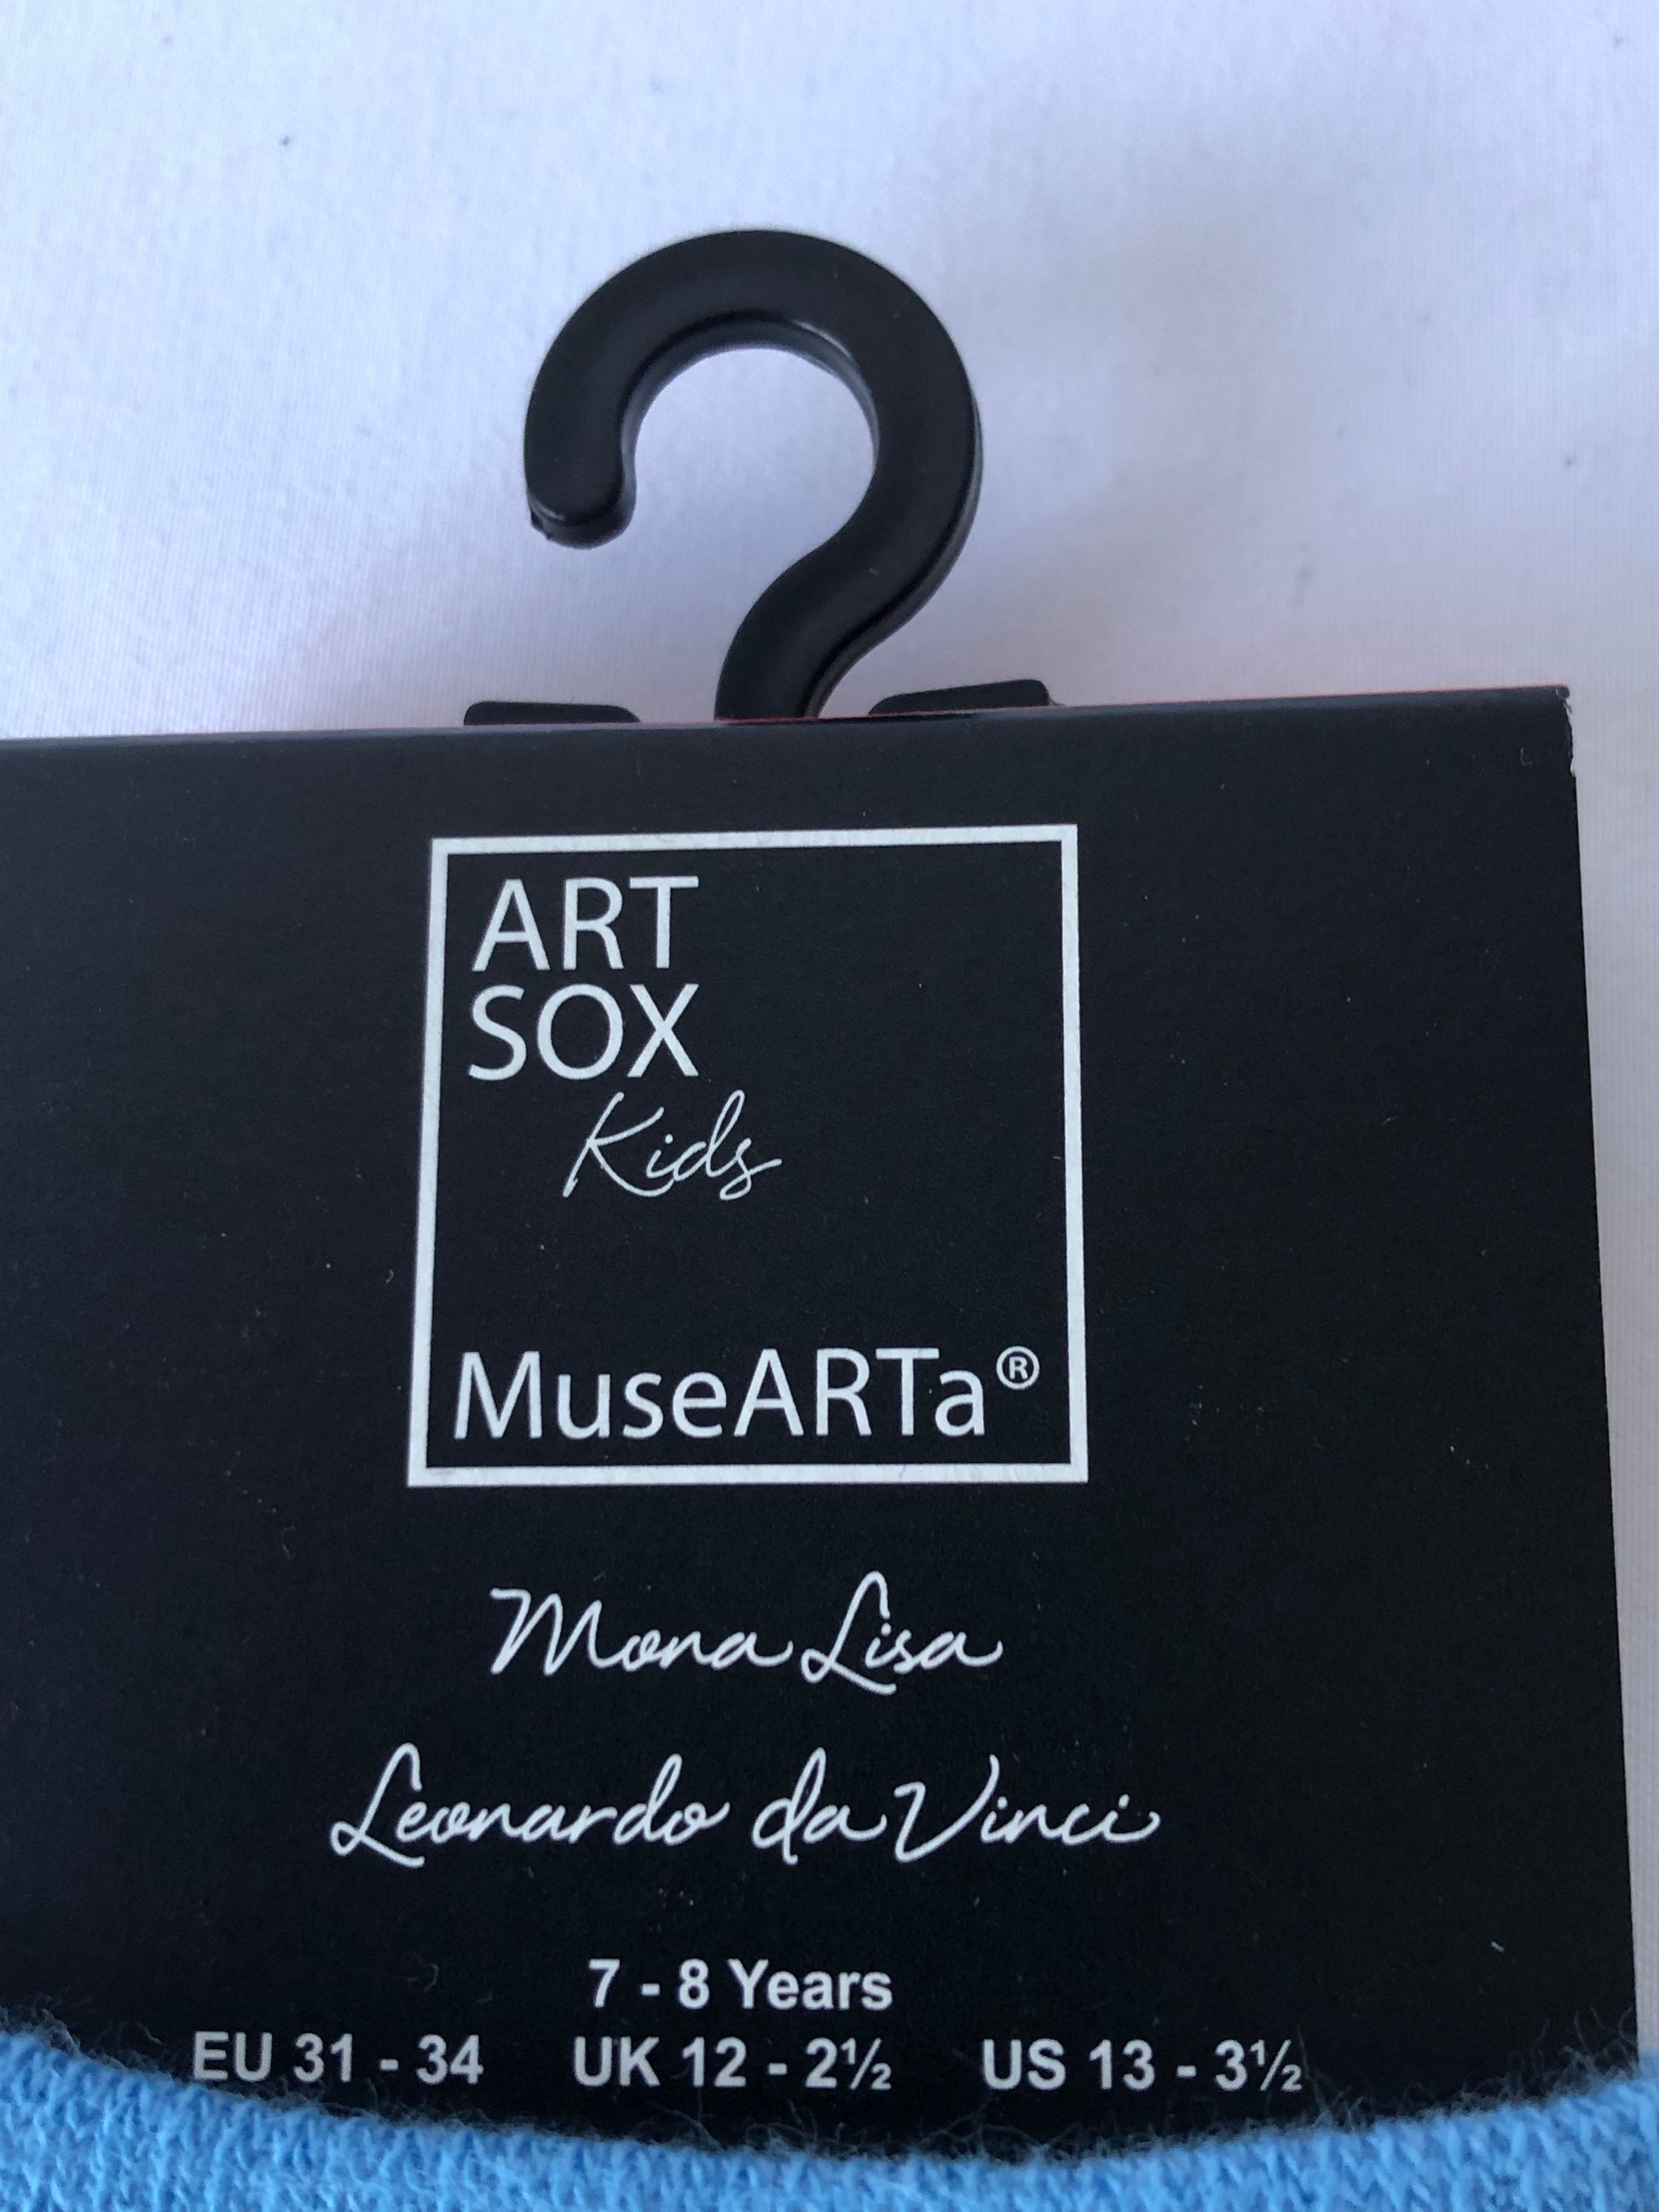 ART
SOX
Kids
MuseARTa®
Mona Lisa
Leonardo da Vinci
7 - 8 Years
EU 31 - 34 UK 12 - 2½ US 13 - 3½